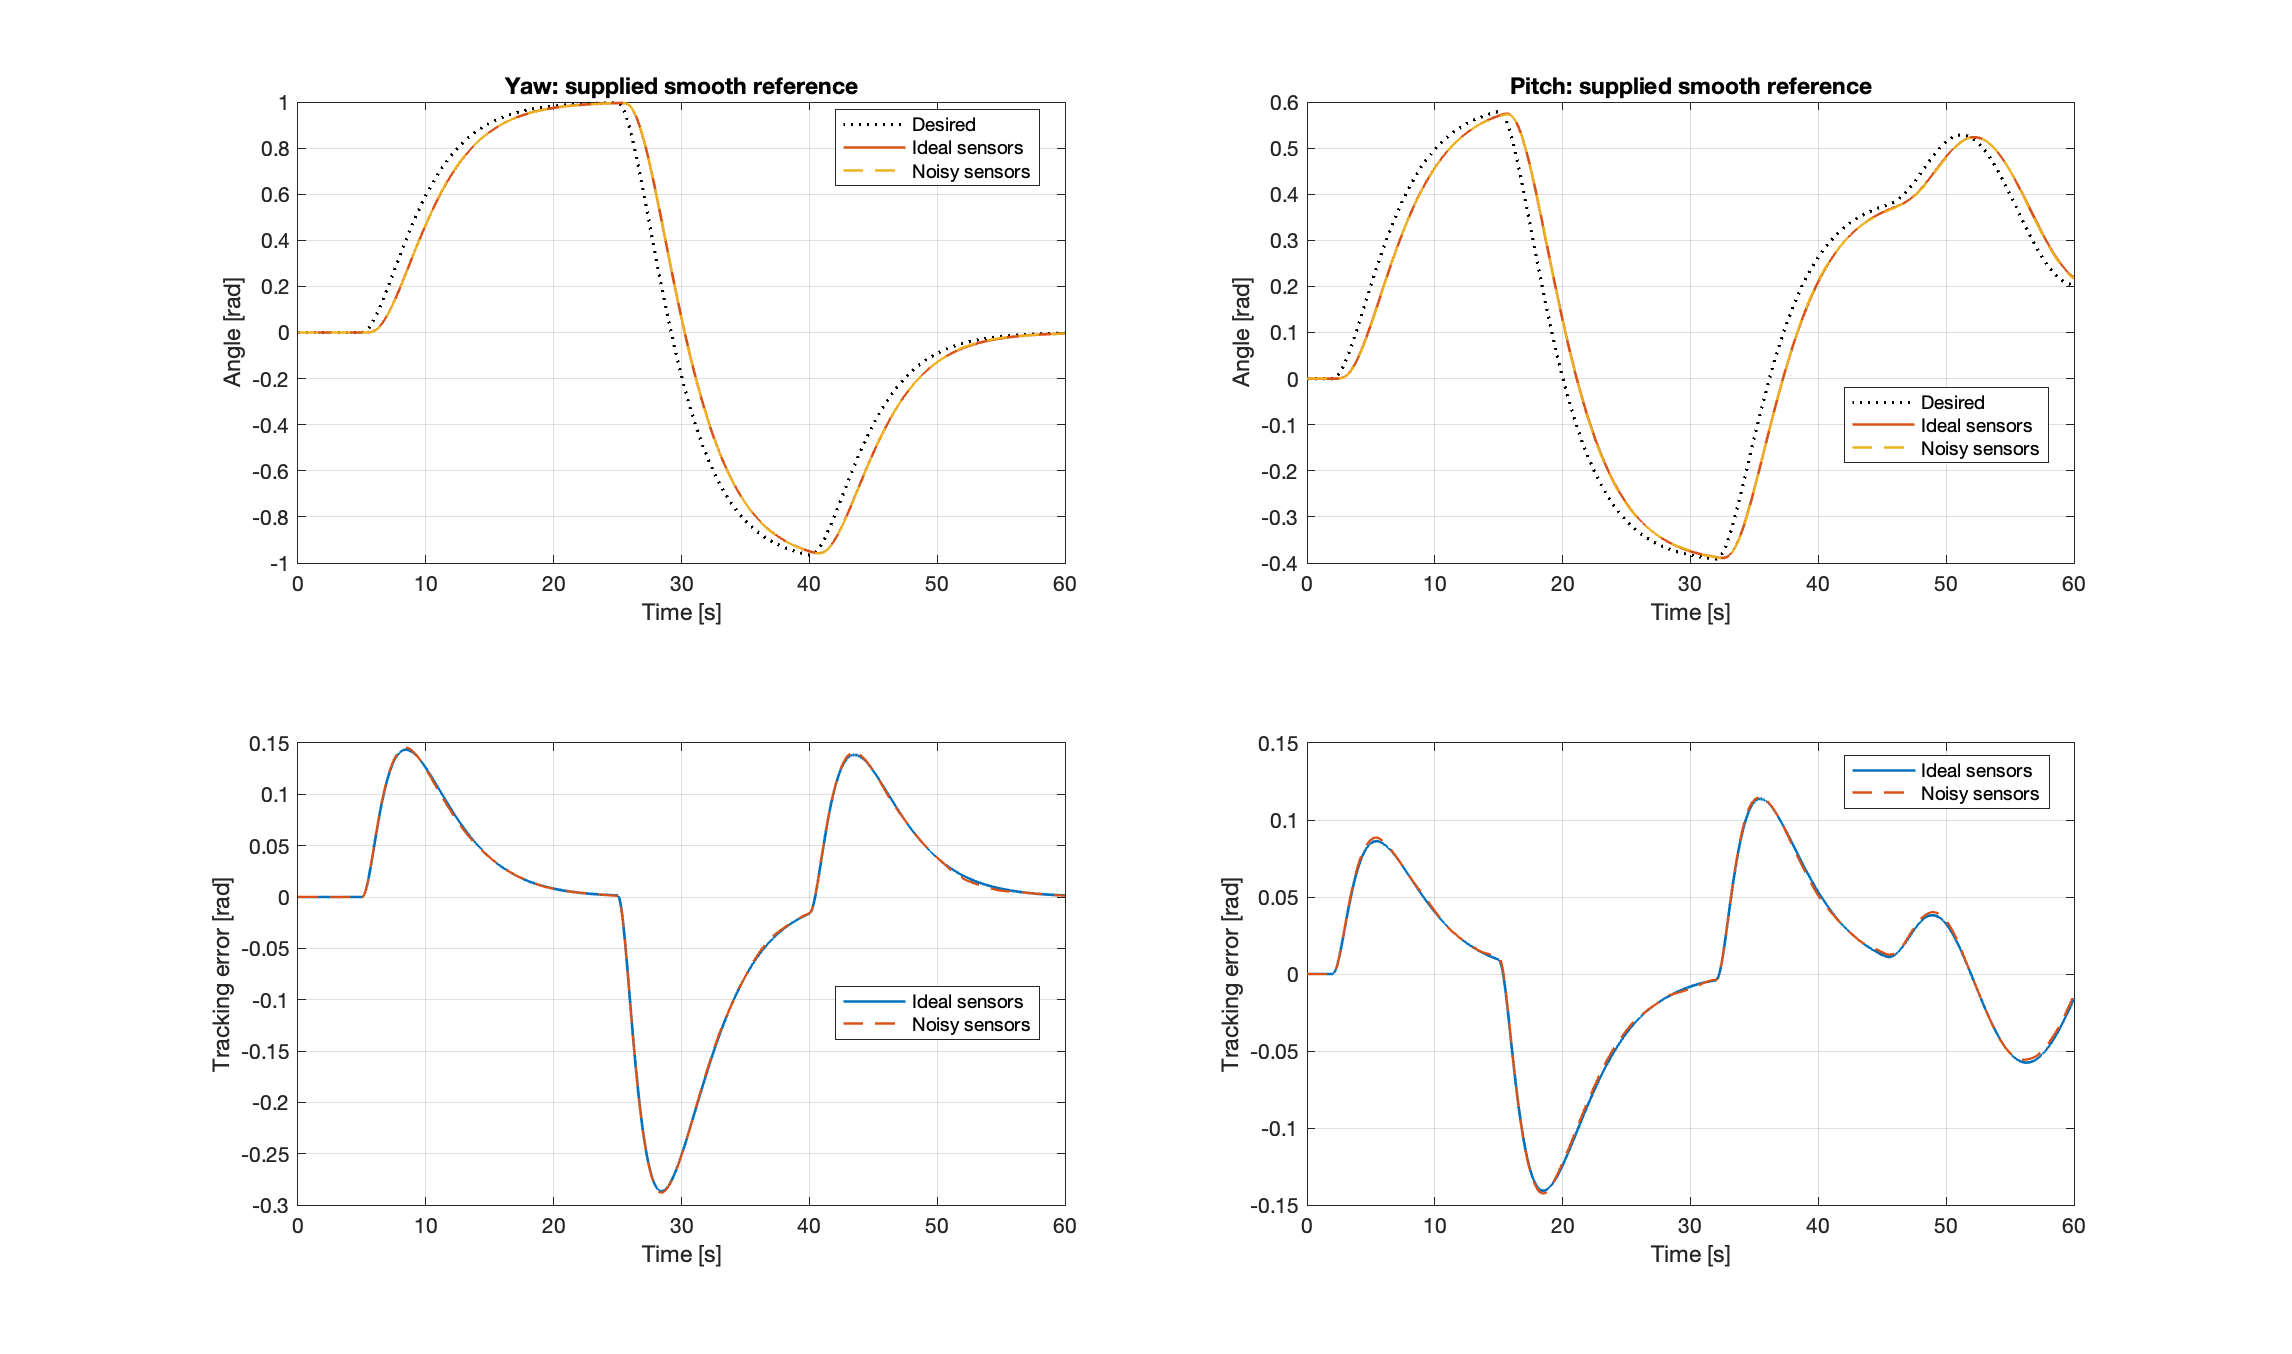 Yaw: supplied smooth reference
1
0.8
0.6
0.4
0.2
0
-0.2
-0.4
-0.6
-0.8
-1
Angle [rad]
Desired
Ideal sensors
Noisy sensors
0 10 20 30 40 50 60
Time [s]
Pitch: supplied smooth reference
0.6
0.5
0.4
0.3
0.2
0.1
0
-0.1
-0.2
-0.3
-0.4
Angle [rad]
Desired
Ideal sensors
Noisy sensors
0 10 20 30 40 50 60
Time [s]
0.15
0.1
0.05
0
-0.05
-0.1
-0.15
-0.2
-0.25
-0.3
Tracking error [rad]
Ideal sensors
Noisy sensors
0 10 20 30 40 50 60
Time [s]
0.15
0.1
0.05
0
-0.05
-0.1
-0.15
Tracking error [rad]
Ideal sensors
Noisy sensors
0 10 20 30 40 50 60
Time [s]